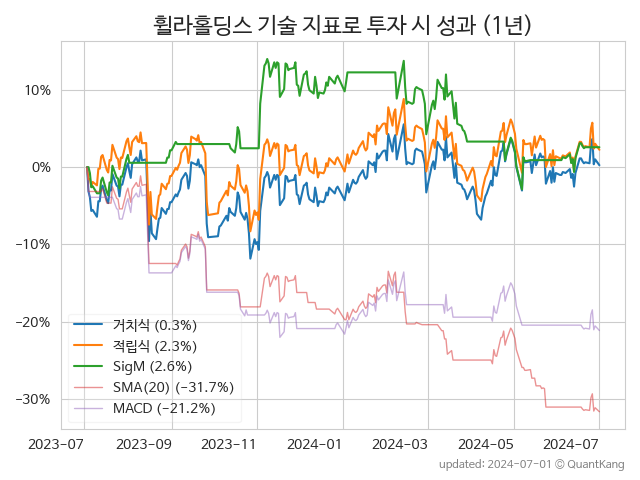 휠라홀딩스 기술 지표로 투자 시 성과 (1년)
10%
0%
−10%
−20%
−30%
거치식 (0.3%)
적립식 (2.3%)
SigM (2.6%)
SMA(20) (−31.7%)
MACD (−21.2%)
2023-07
2023-09
2023-11
2024-01
2024-03
2024-05
2024-07
updated: 2024-07-01 © QuantKang